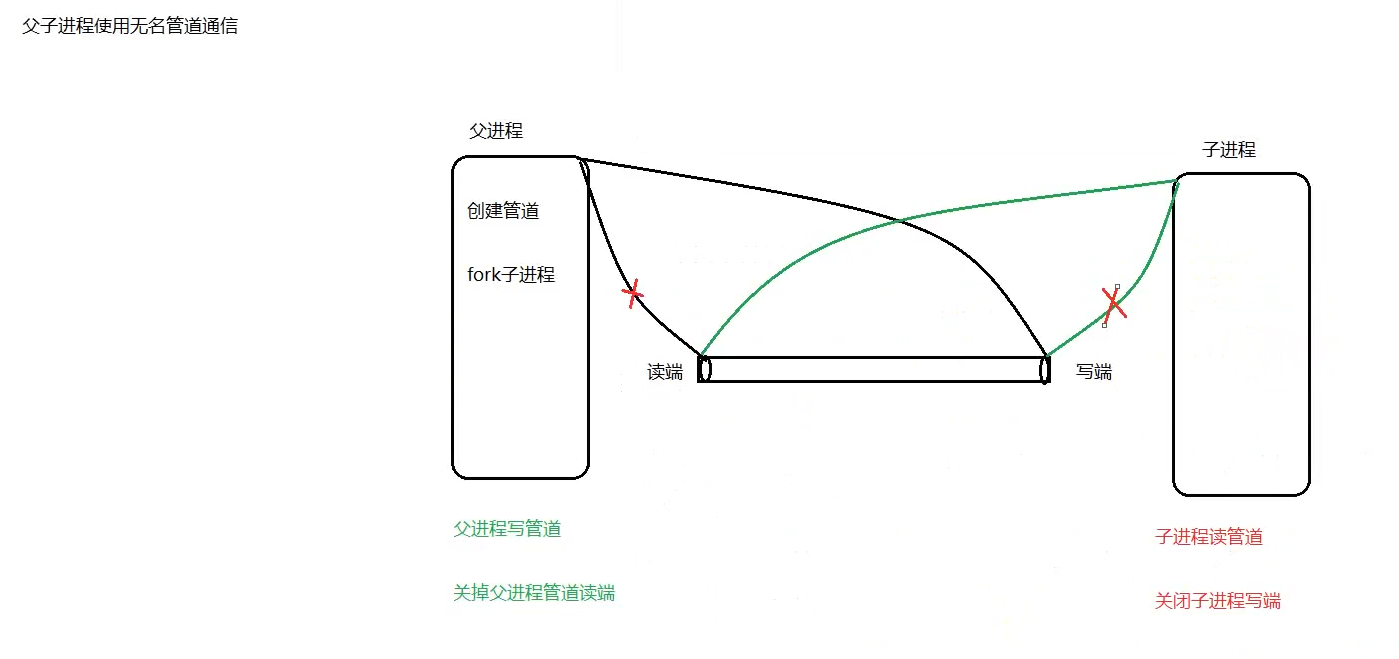 父子进程使用无名管道通信
父进程
子进程
创建管道
fork子进程
读端
写端
父进程写管道
子进程读管道
关掉父进程管道读端
关闭子进程写端